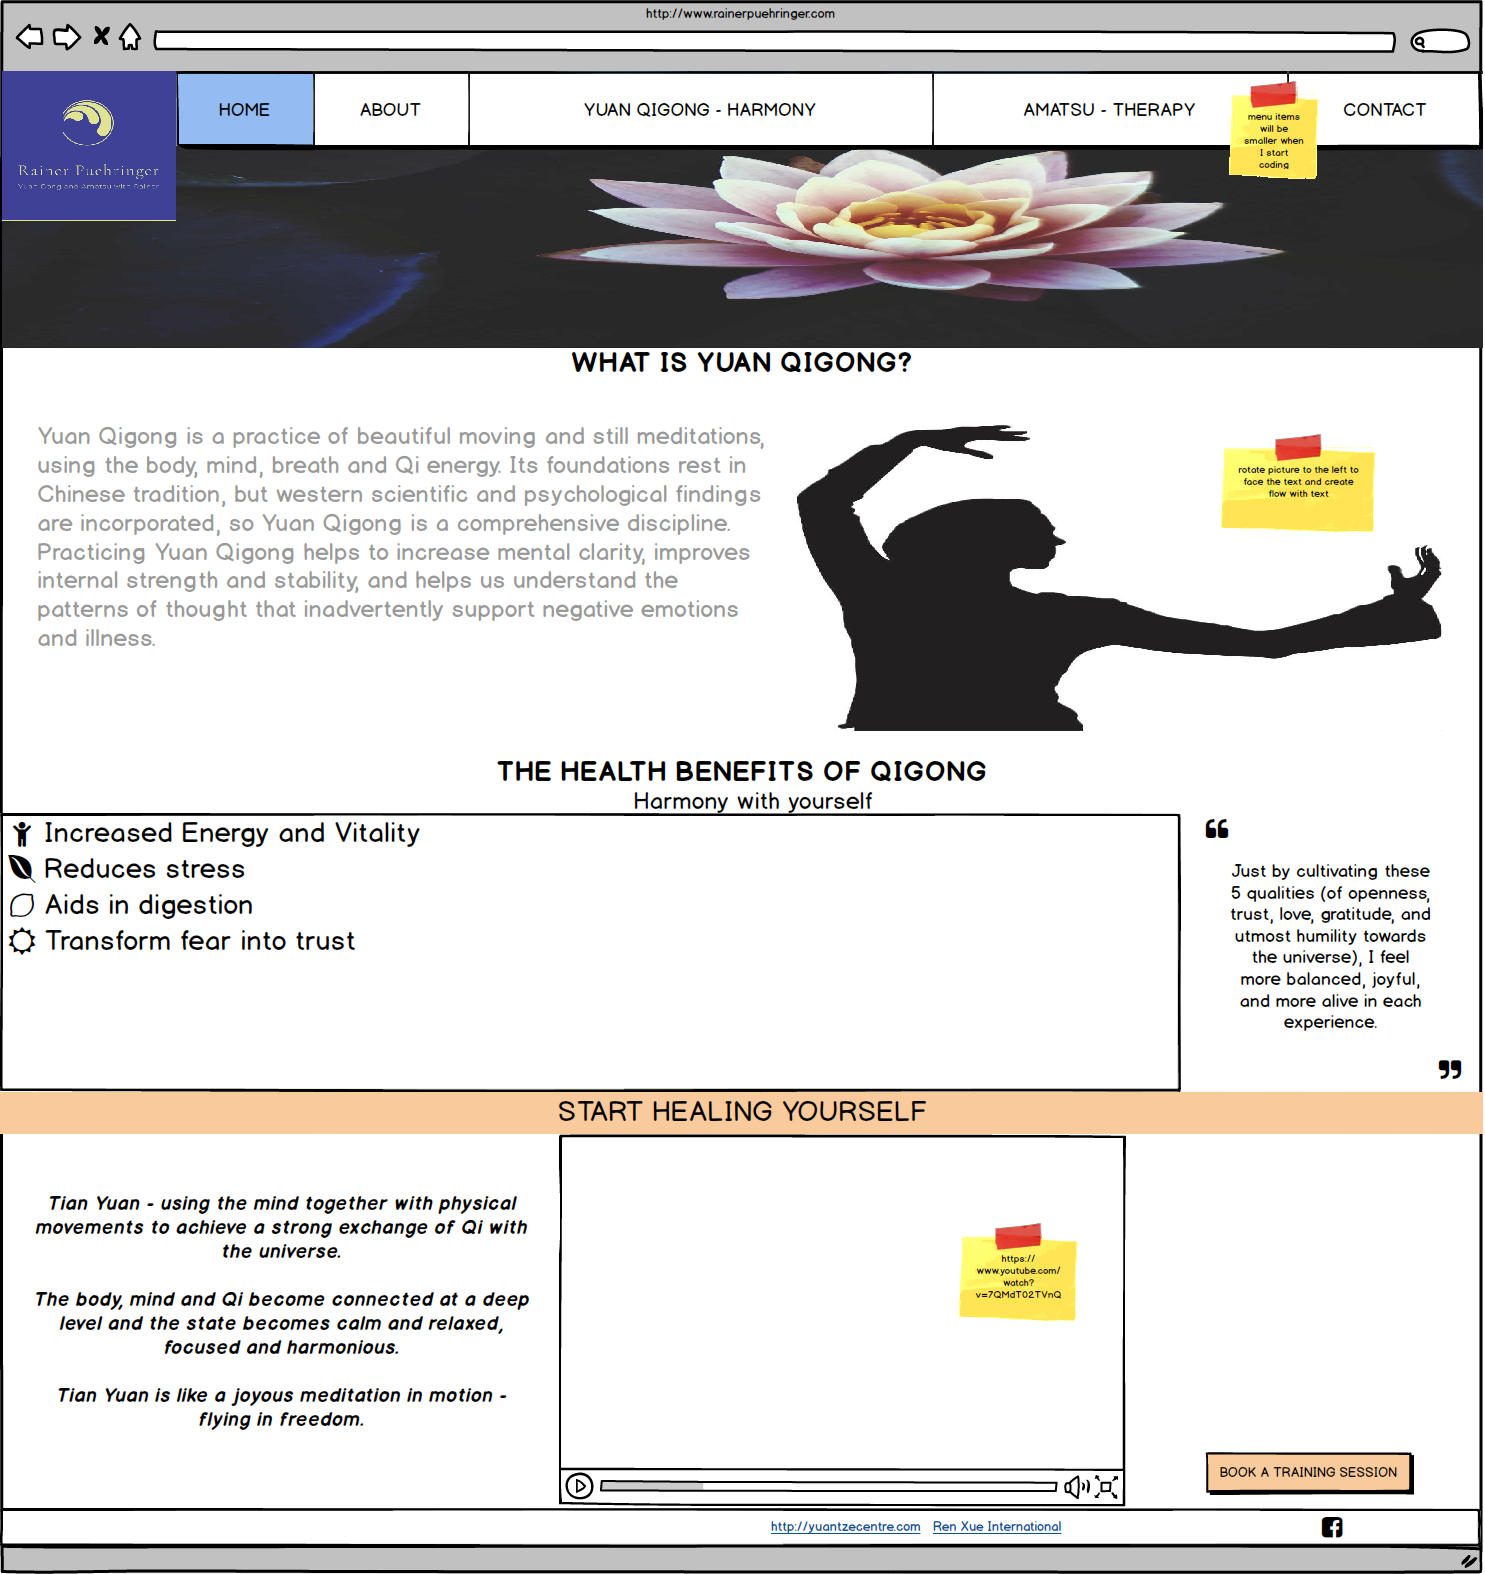 http://www.rainerpuehringer.com
HOME
ABOUT
YUAN QIGONG - HARMONY
AMATSU - THERAPY
CONTACT
menu items
will be
smaller when
I start
coding
Rainer Puehringer
Yuan Gong and Amatsu with Rainer
WHAT IS YUAN QIGONG?
Yuan Qigong is a practice of beautiful moving and still meditations,
using the body, mind, breath and Qi energy. Its foundations rest in
Chinese tradition, but western scientific and psychological findings
are incorporated, so Yuan Qigong is a comprehensive discipline.
Practicing Yuan Qigong helps to increase mental clarity, improves
internal strength and stability, and helps us understand the
patterns of thought that inadvertently support negative emotions
and illness.
rotate picture to the left to
face the text and create
flow with text
THE HEALTH BENEFITS OF QIGONG
Harmony with yourself
Increased Energy and Vitality
Reduces stress
Aids in digestion
Transform fear into trust
Just by cultivating these
5 qualities (of openness,
trust, love, gratitude, and
utmost humility towards
the universe), I feel
more balanced, joyful,
and more alive in each
experience.
START HEALING YOURSELF
Tian Yuan - using the mind together with physical
movements to achieve a strong exchange of Qi with
the universe.
The body, mind and Qi become connected at a deep
level and the state becomes calm and relaxed,
focused and harmonious.
Tian Yuan is like a joyous meditation in motion -
flying in freedom.
https://
www.youtube.com/
watch?
v=7QMdT02TVnQ
BOOK A TRAINING SESSION
http://yuantzecentre.com
Ren Xue International